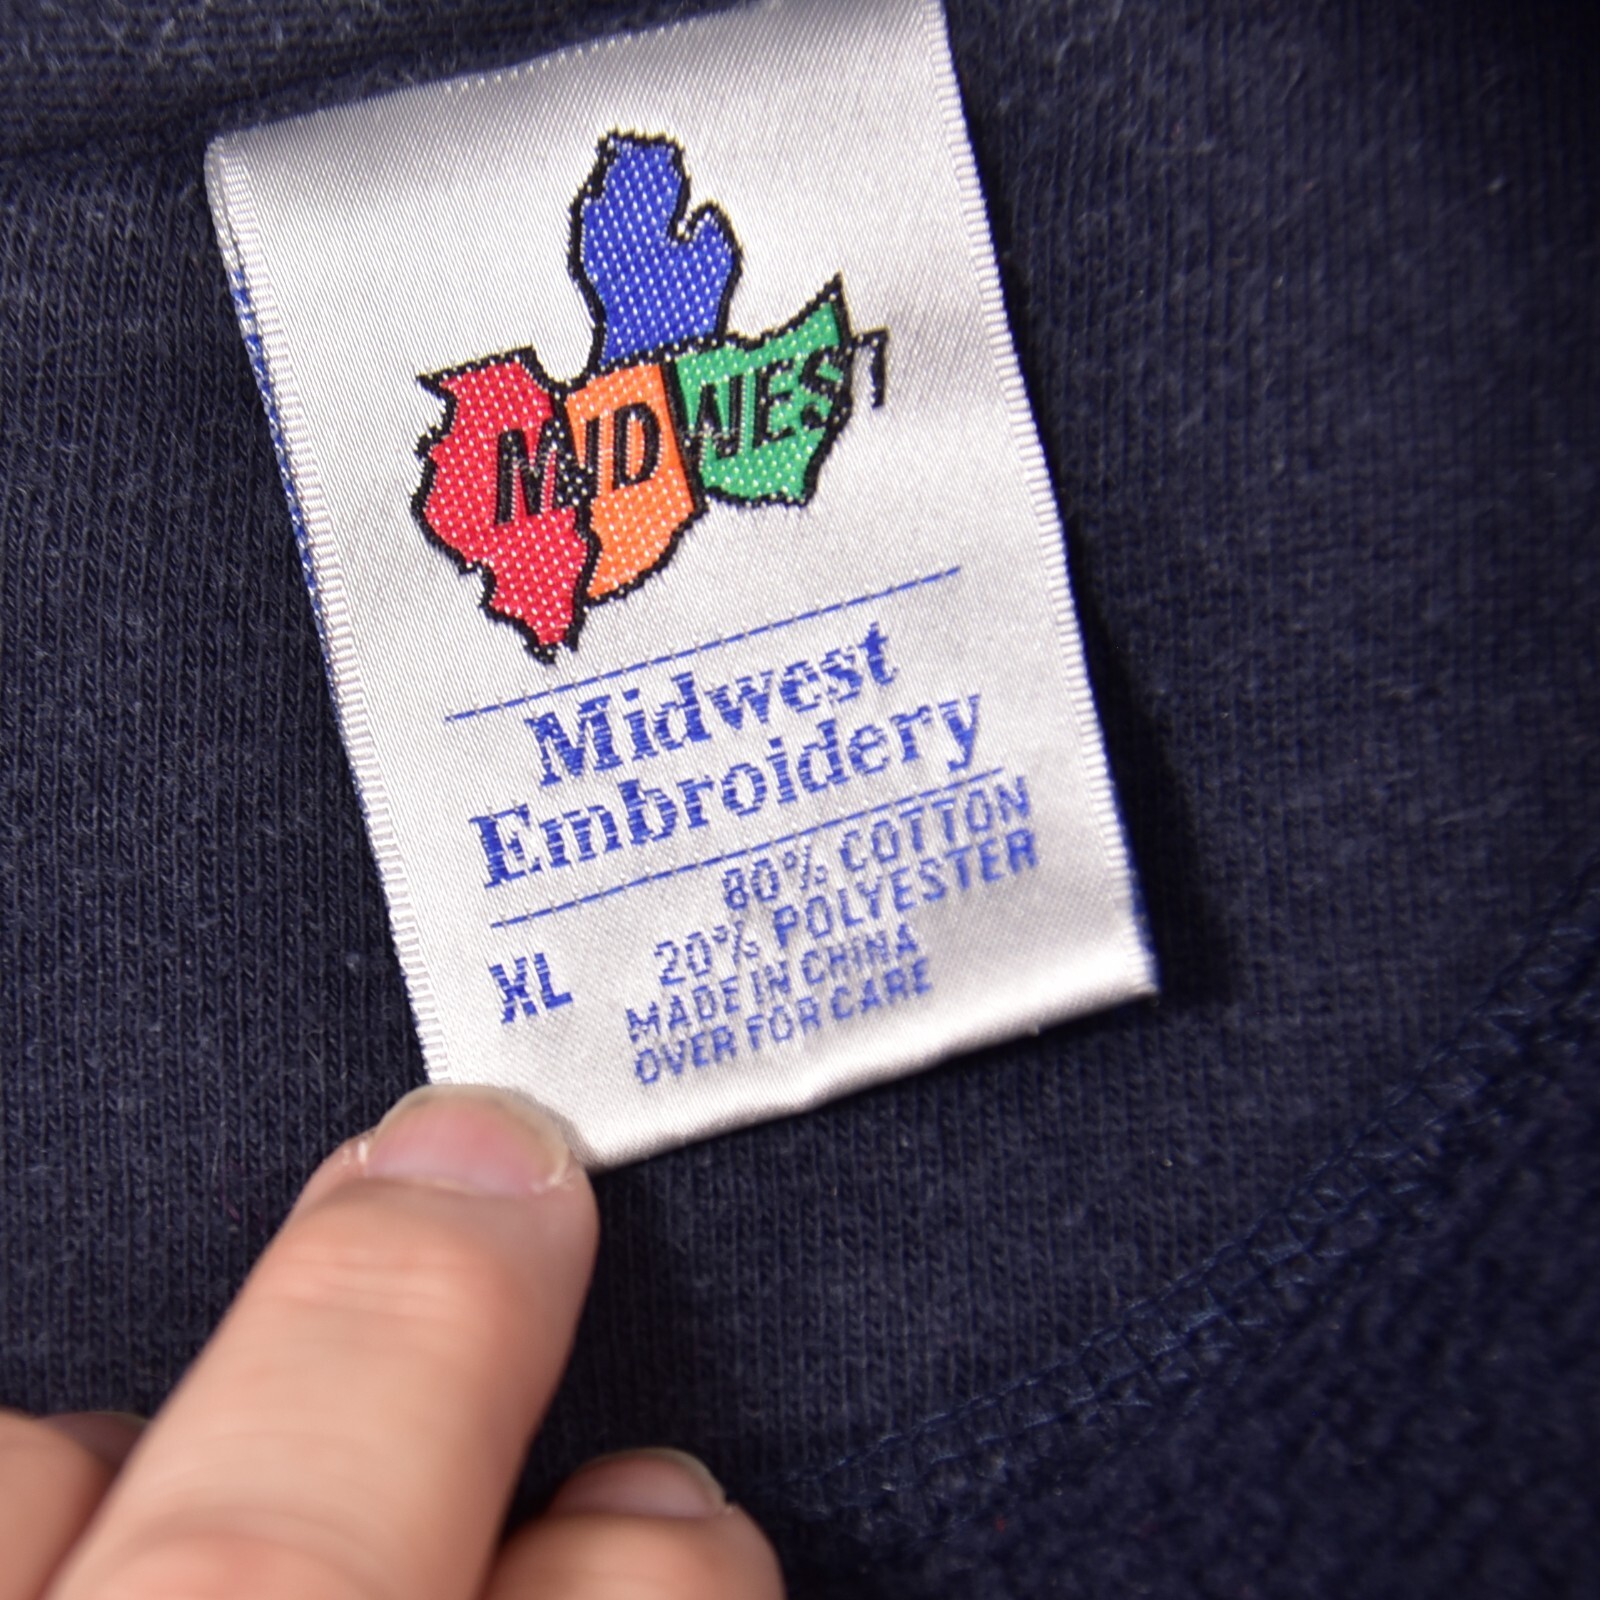 MIDWEST
Midwest
Embroidery
80% COTTON
20% POLYESTER
XL
MADE IN CHINA
OVER FOR CARE